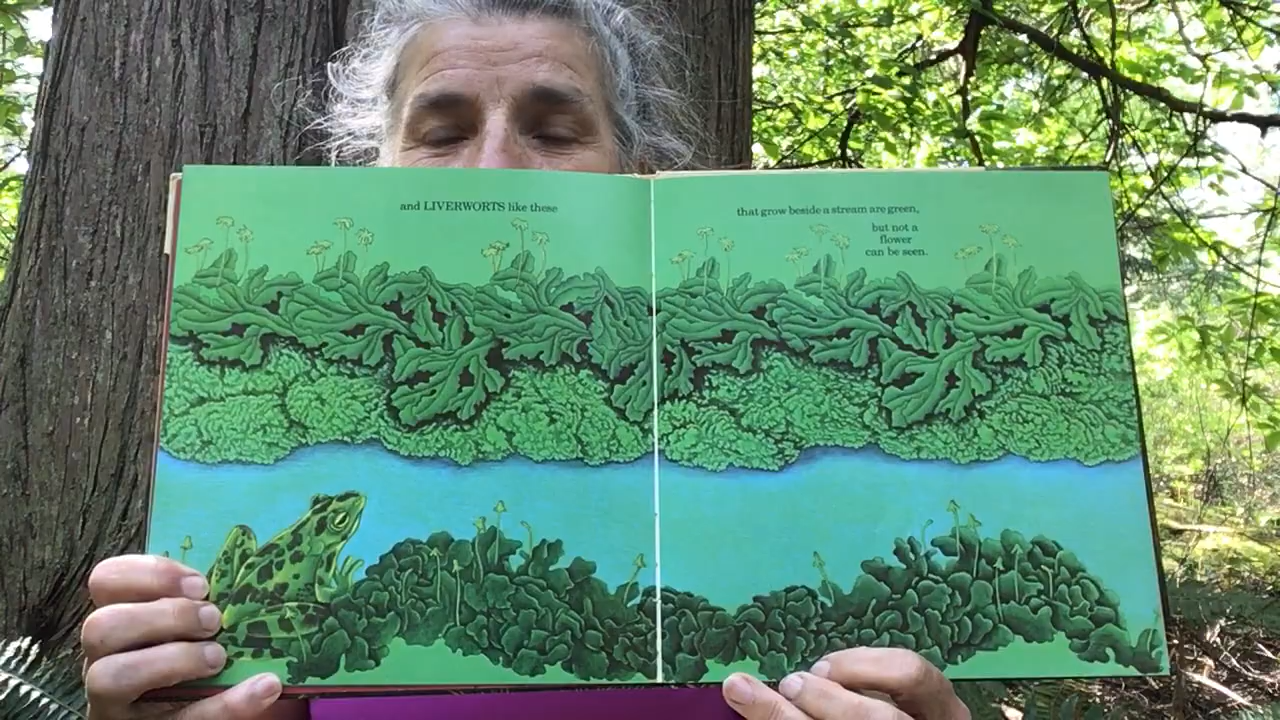 and LIVERWORTS like these
that grow beside a stream are green,
but not a
flower
can be seen.